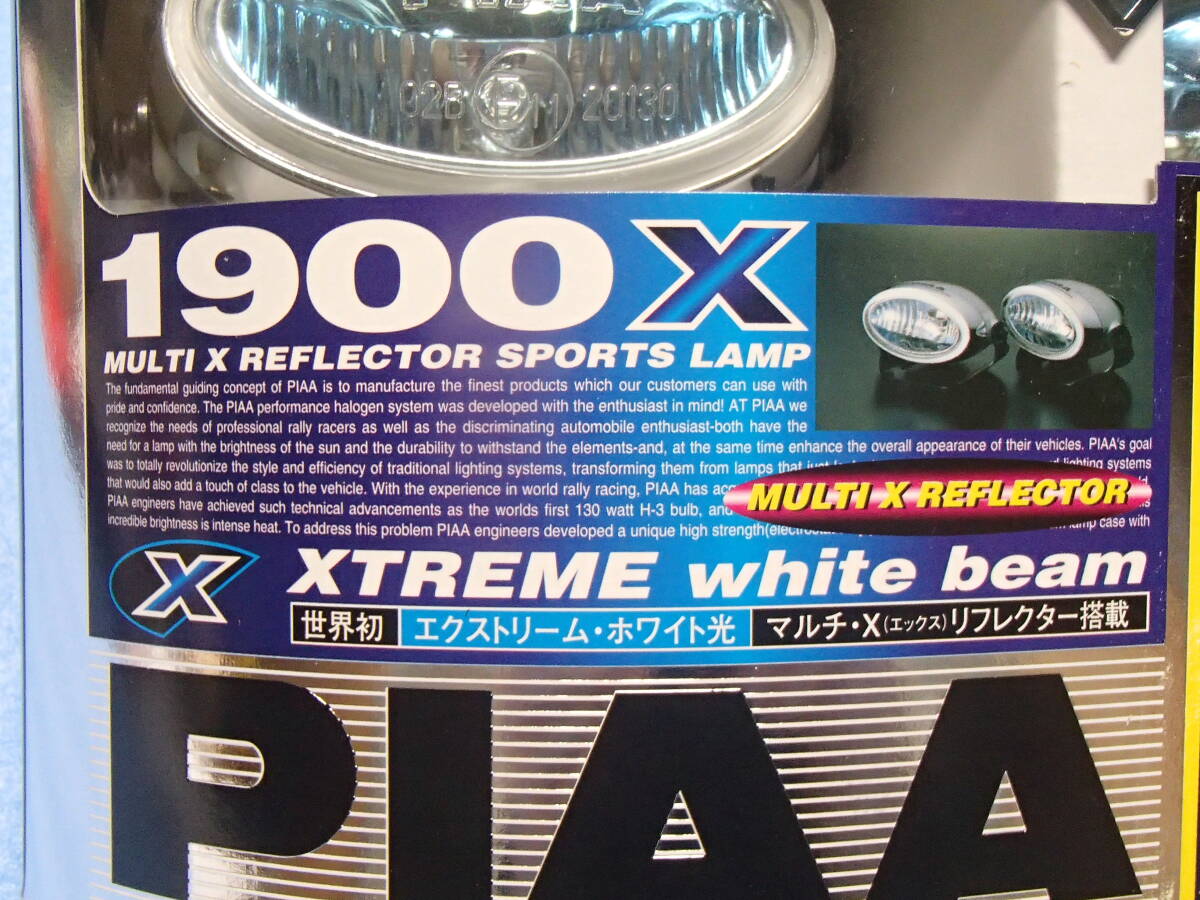 02B E11 20130
1900X
MULTI X REFLECTOR SPORTS LAMP
The fundamental guiding concept of PIAA is to manufacture the finest products which our customers can use with
pride and confidence. The PIAA performance halogen system was developed with the enthusiast in mind! AT PIAA we
recognize the needs of professional rally racers as well as the discriminating automobile enthusiast-both have the
need for a lamp with the brightness of the sun and the durability to withstand the elements-and, at the same time enhance the overall appearance of their vehicles. PIAA's goal
was to totally revolutionize the style and efficiency of traditional lighting systems, transforming them from lamps that just lighting systems
that would also add a touch of class to the vehicle. With the experience in world rally racing, PIAA has
PIAA engineers have achieved such technical advancements as the worlds first 130 watt H-3 bulb, and
incredible brightness is intense heat. To address this problem PIAA engineers developed a unique high strength lamp case with
MULTI X REFLECTOR
X XTREME white beam
世界初 エクストリーム・ホワイト光 マルチ・X(エックス)リフレクター搭載
PIAA